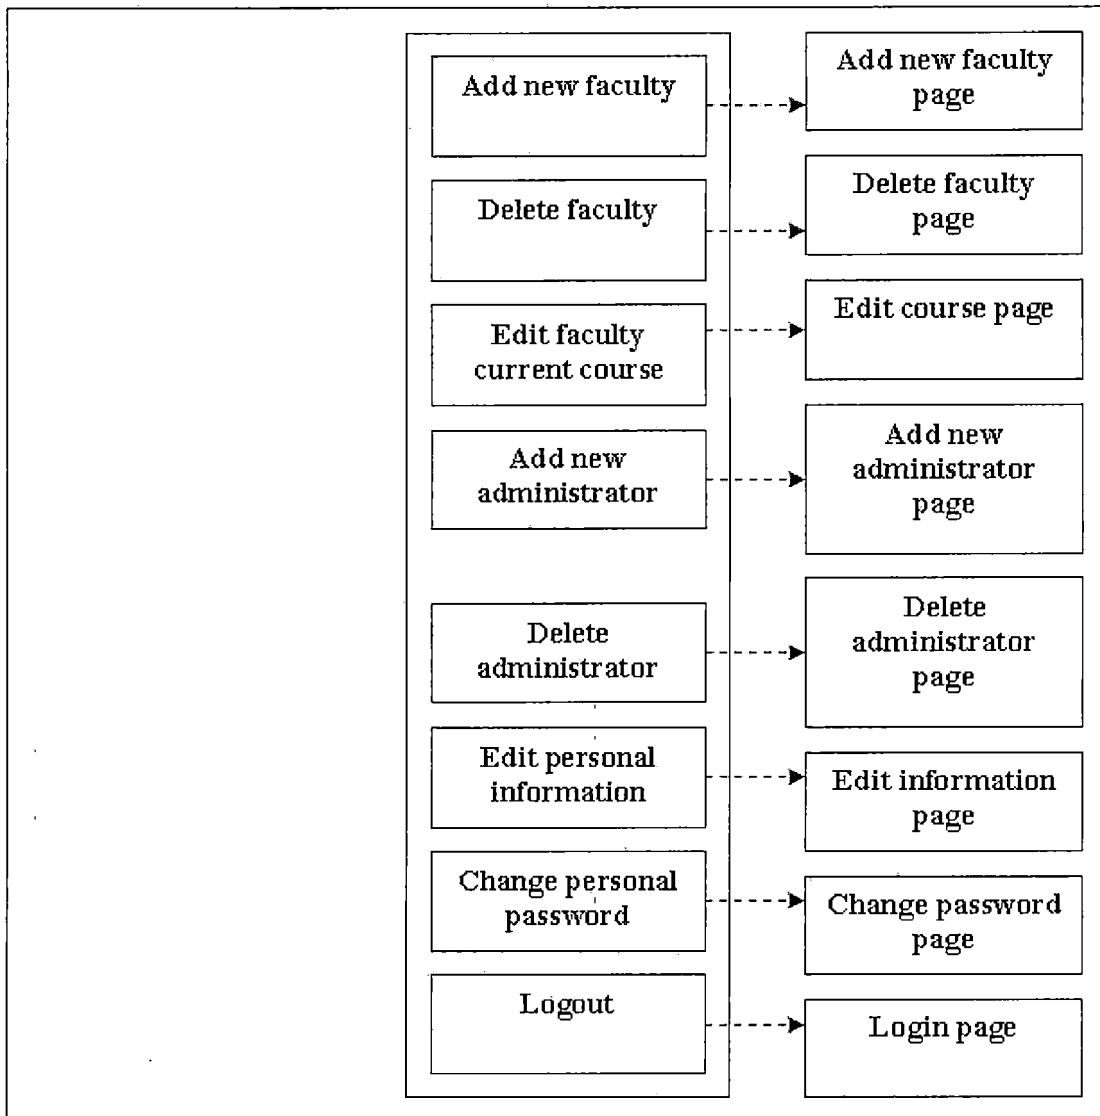 Add new faculty
Add new faculty
page
Delete faculty
Delete faculty
page
Edit faculty
current course
Edit course page
Add new
administrator
Add new
administrator
page
Delete
administrator
Delete
administrator
page
Edit personal
information
Edit information
page
Change personal
password
Change password
page
Logout
Login page